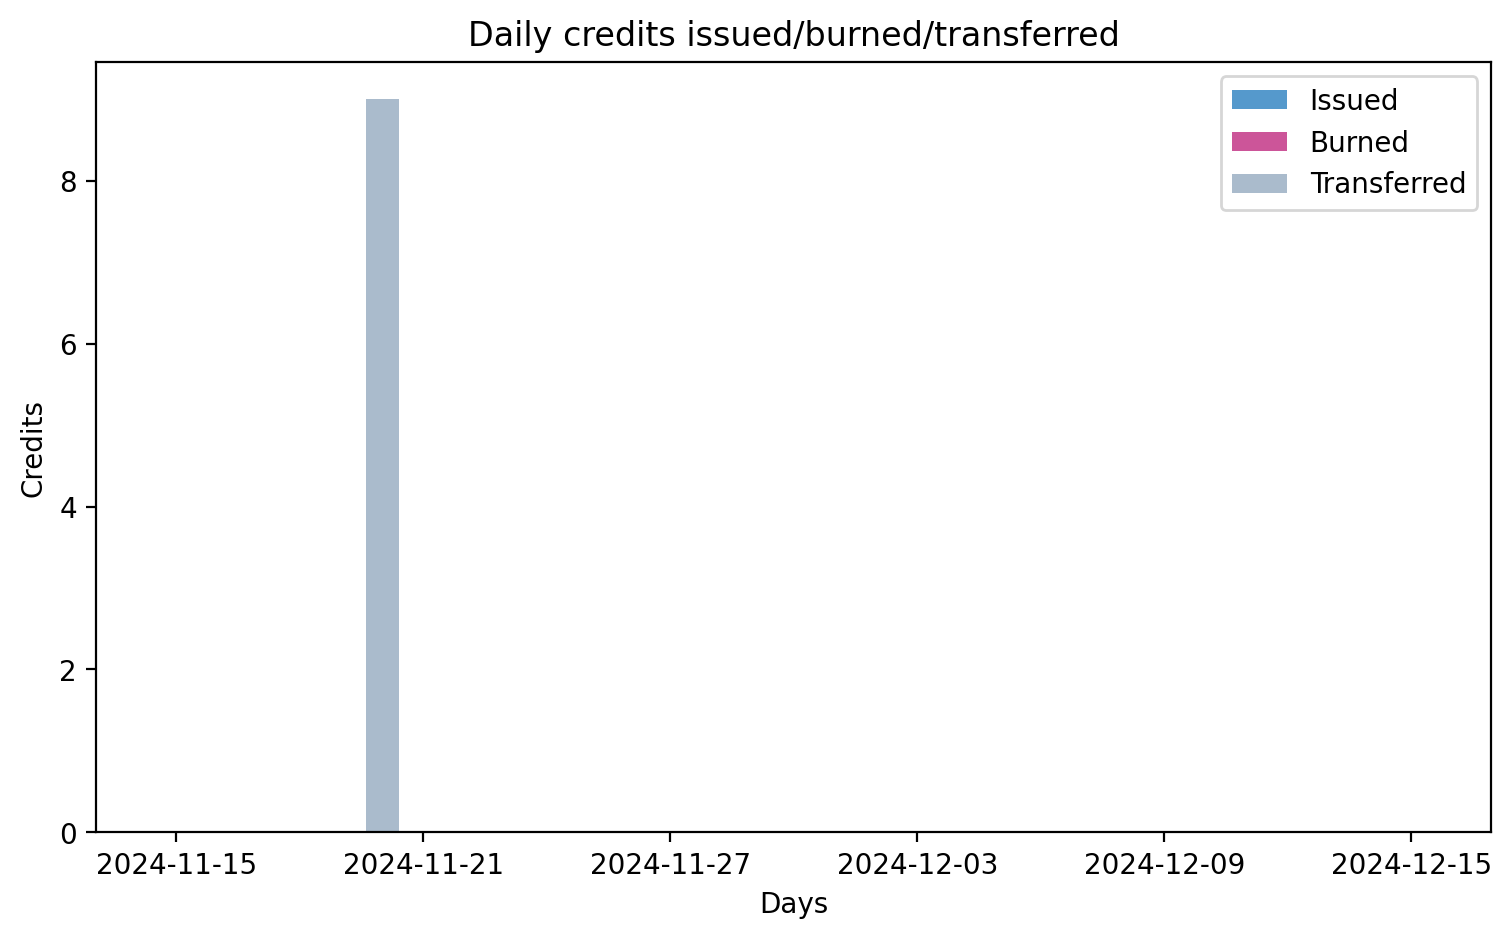 Daily credits issued/burned/transferred
Issued
Burned
Transferred
8
6
4
2
0
Credits
2024-11-15
2024-11-21
2024-11-27
2024-12-03
2024-12-09
2024-12-15
Days